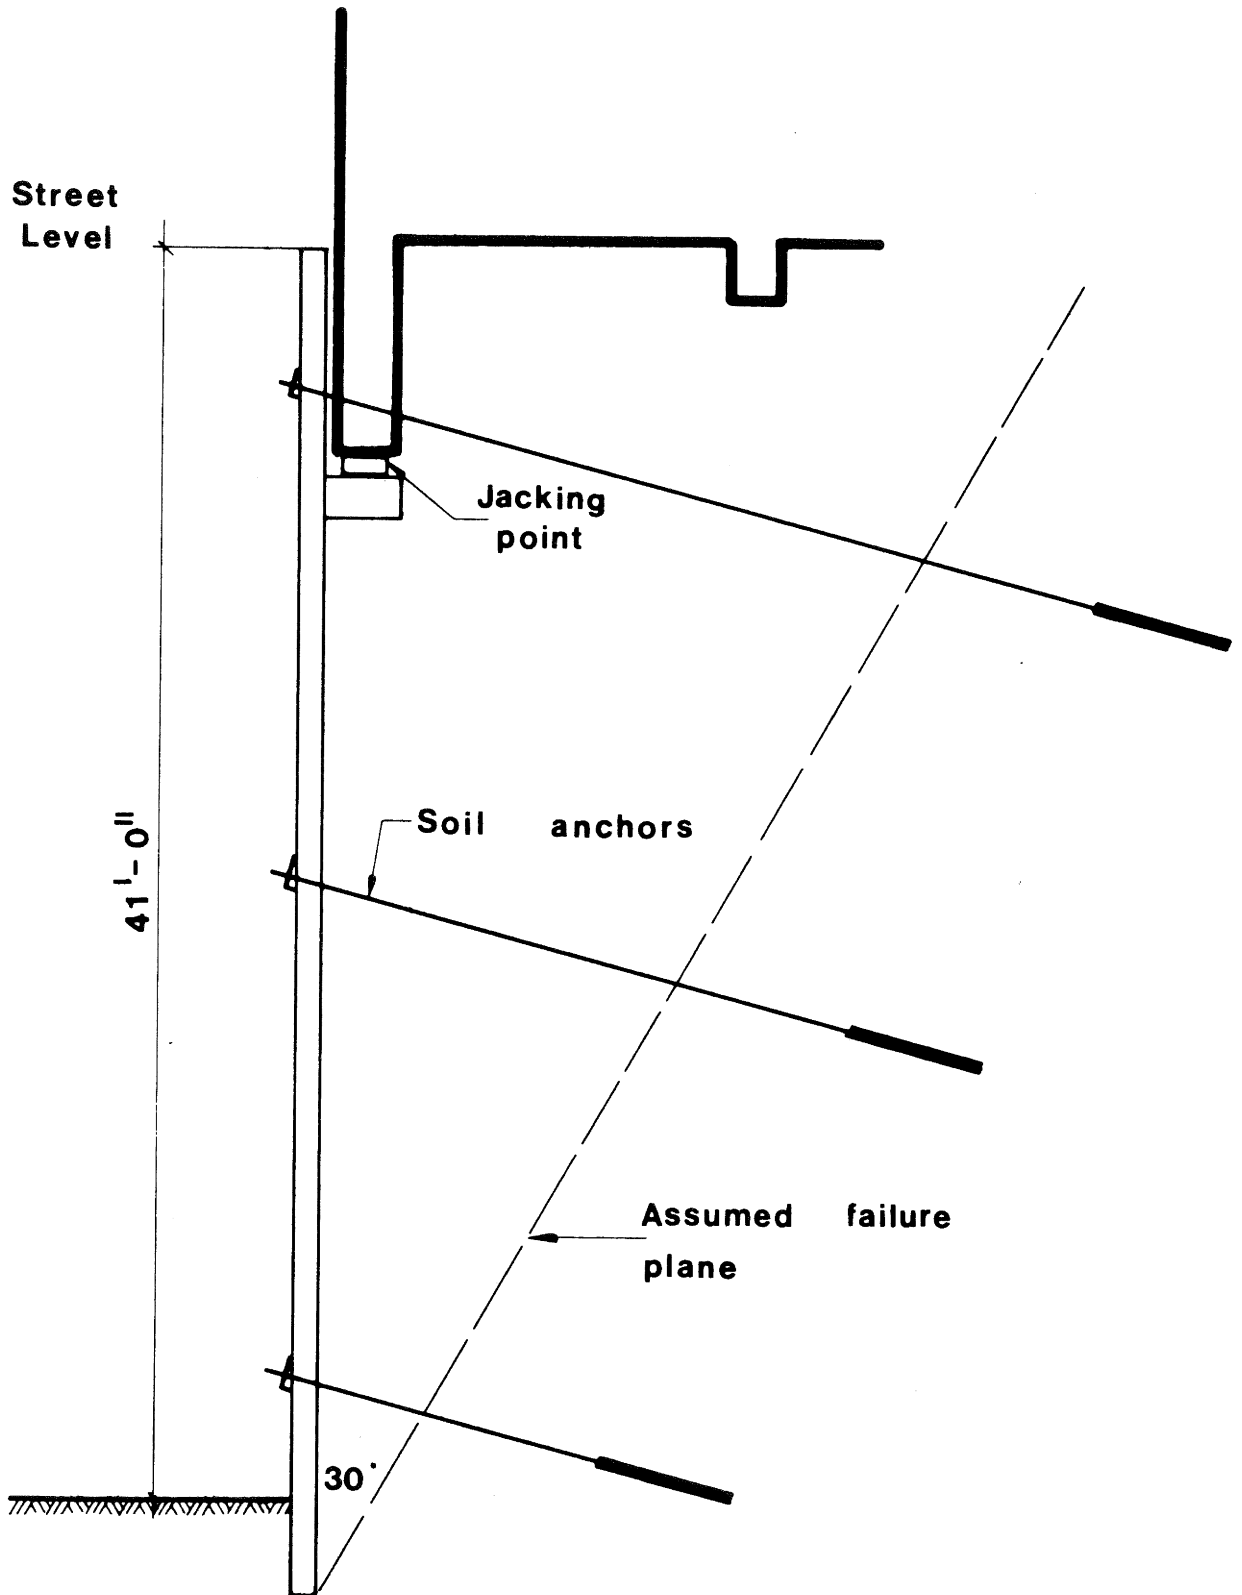 Street
Level
Jacking
point
Soil anchors
41'-0"
Assumed failure
plane
30°